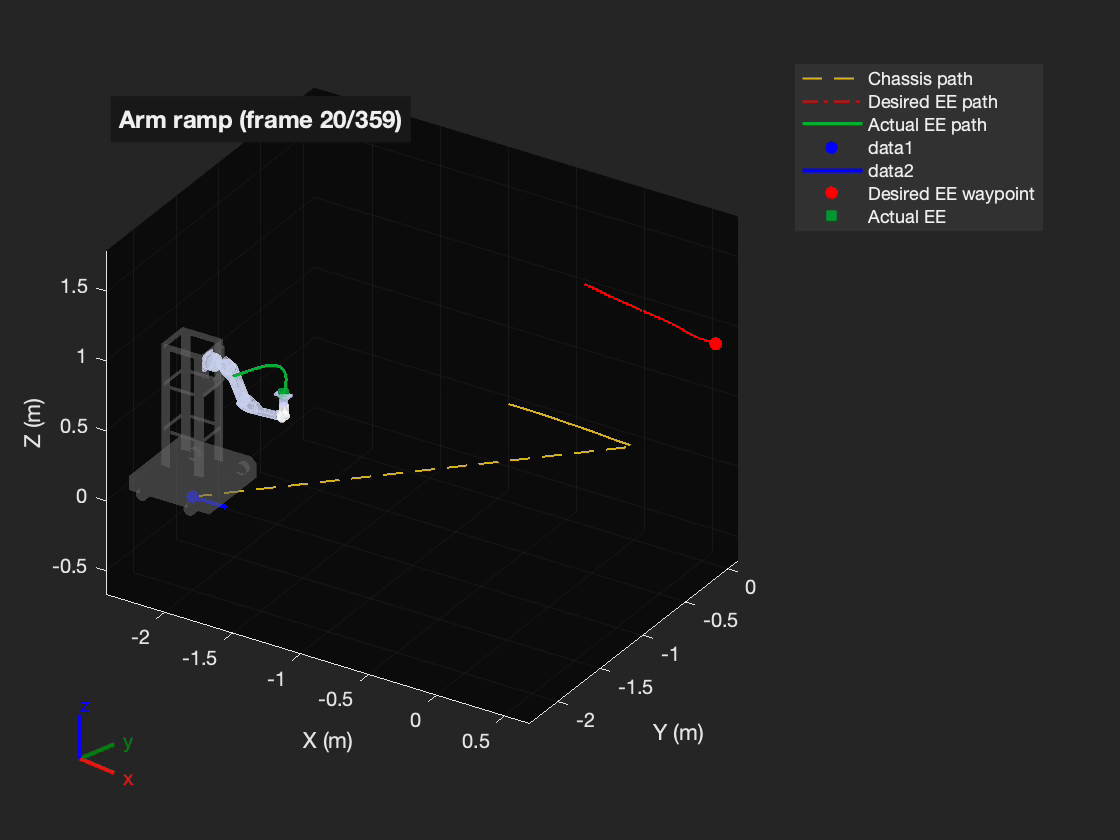 Arm ramp (frame 20/359)
Chassis path
Desired EE path
Actual EE path
data1
data2
Desired EE waypoint
Actual EE
1.5
1
0.5
0
-0.5
Z (m)
-2
-1.5
-1
-0.5
0
0.5
X (m)
0
-0.5
-1
-1.5
-2
Y (m)
z
y
x